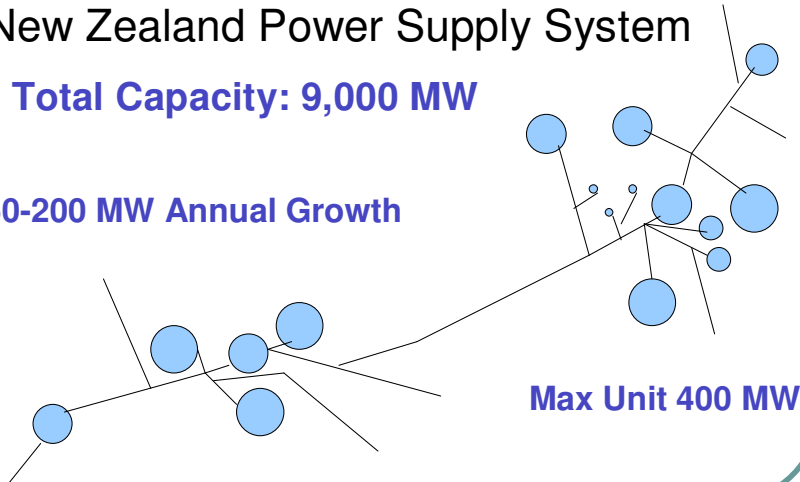 New Zealand Power Supply System
Total Capacity: 9,000 MW
0-200 MW Annual Growth
Max Unit 400 MW